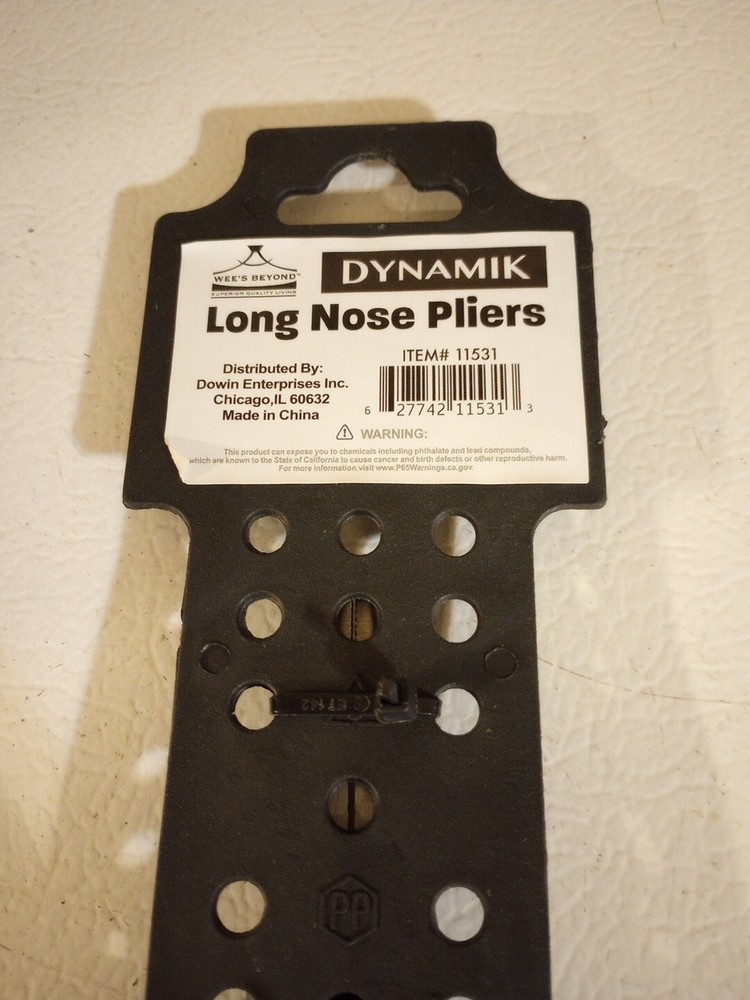 WEE'S BEYOND™
SUPERIOR QUALITY LIVING
DYNAMIK
Long Nose Pliers
Distributed By:
Dowin Enterprises Inc.
Chicago,IL 60632
Made in China
ITEM# 11531
6 27742 11531 3
WARNING:
This product can expose you to chemicals including phthalate and lead compounds,
which are known to the State of California to cause cancer and birth defects or other reproductive harm.
For more information,visit www.P65Warnings.ca.gov.
ET 142
PP